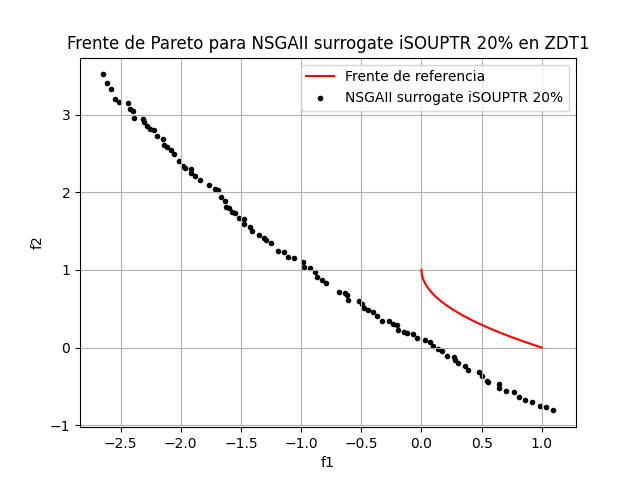 Frente de Pareto para NSGAII surrogate iSOUPTR 20% en ZDT1
Frente de referencia
NSGAII surrogate iSOUPTR 20%
f2
3
2
1
0
−1
−2.5 −2.0 −1.5 −1.0 −0.5 0.0 0.5 1.0
f1